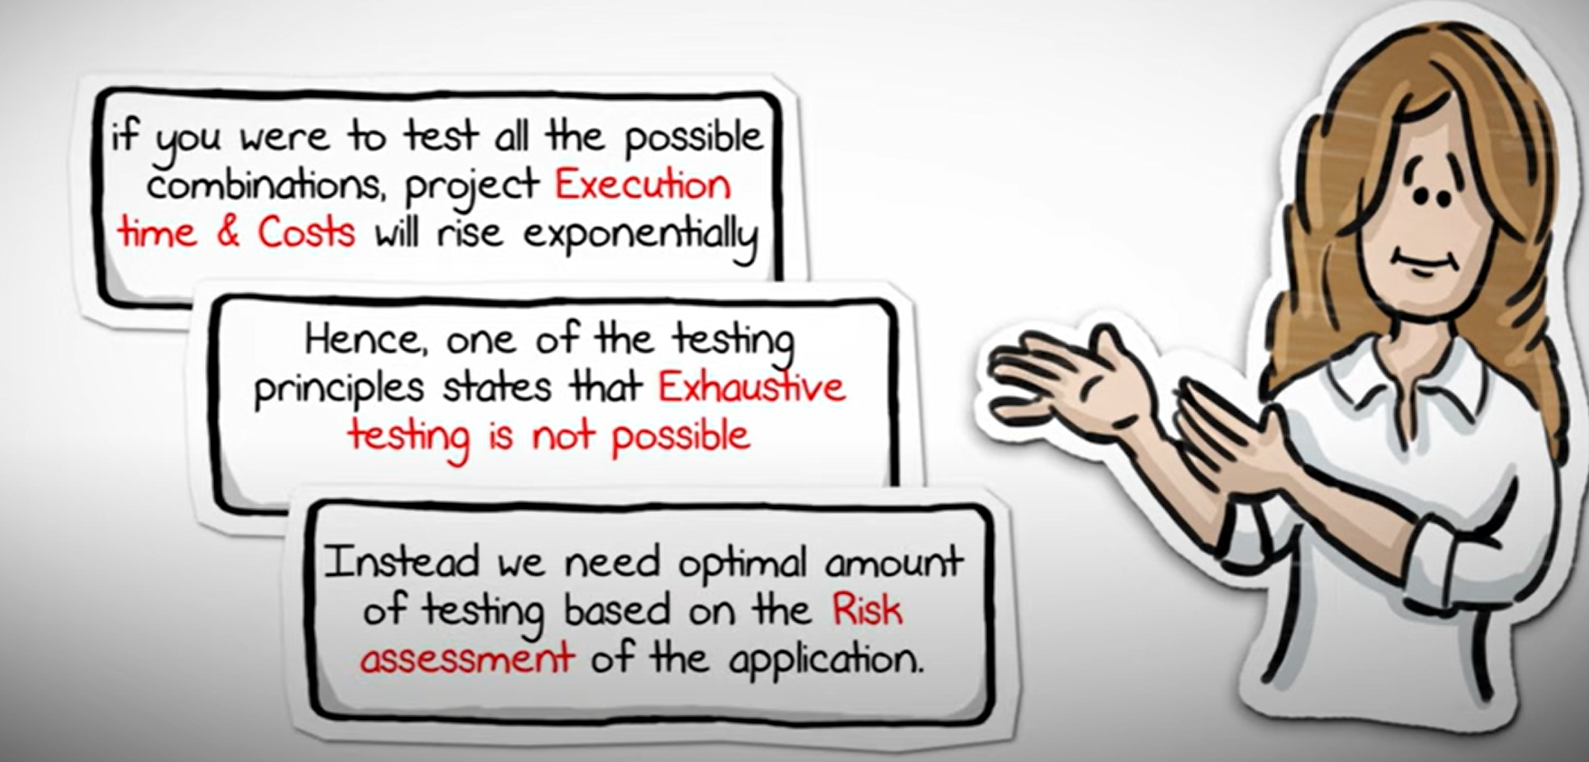 if you were to test all the possible
combinations, project Execution
time & Costs will rise exponentially
Hence, one of the testing
principles states that Exhaustive
testing is not possible
Instead we need optimal amount
of testing based on the Risk
assessment of the application.